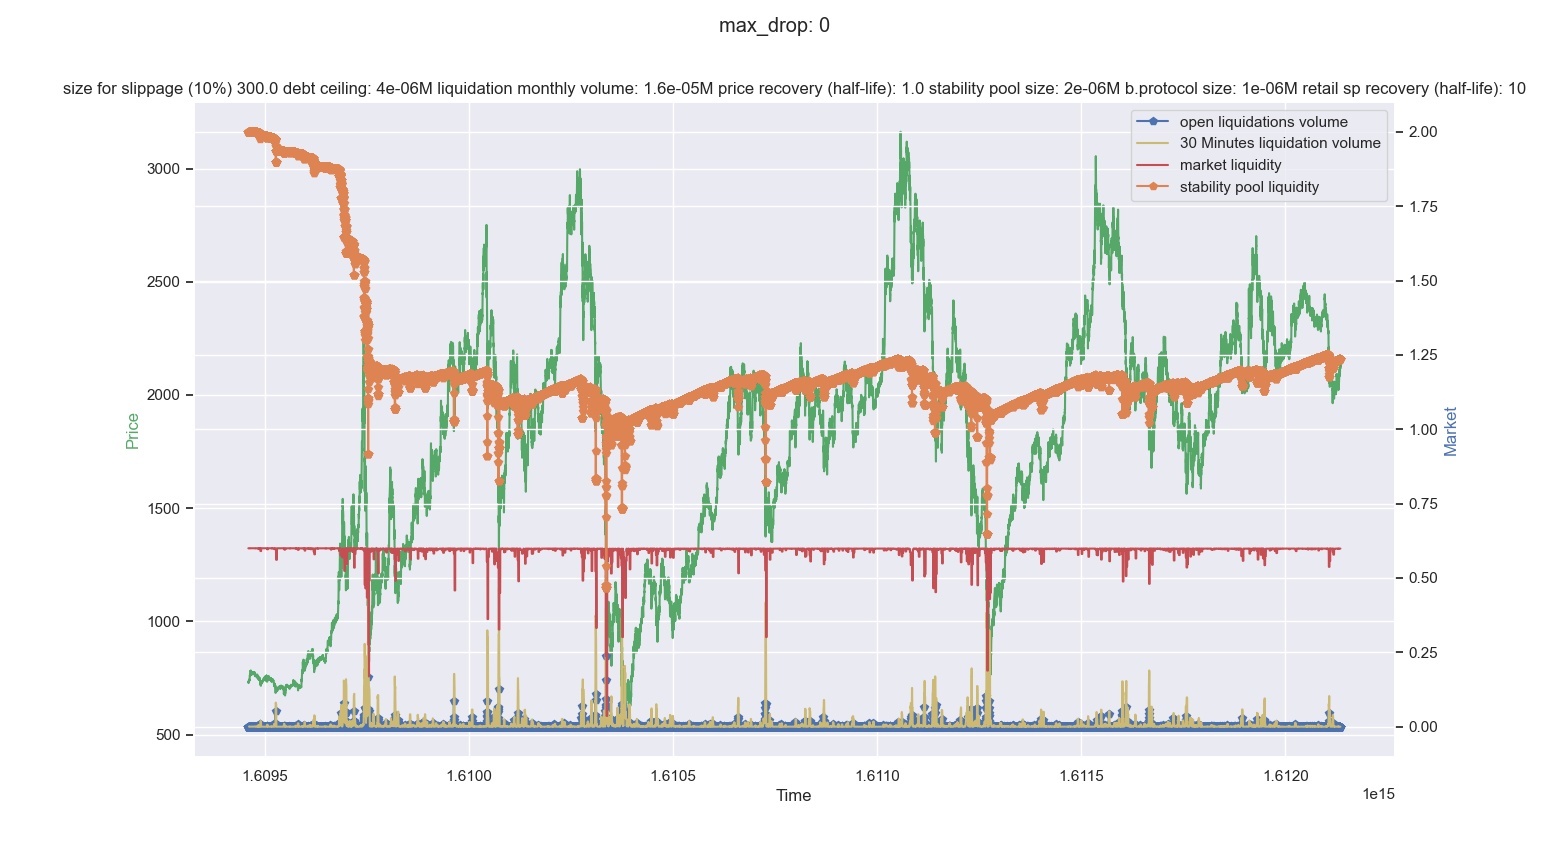 max_drop: 0
size for slippage (10%) 300.0 debt ceiling: 4e-06M liquidation monthly volume: 1.6e-05M price recovery (half-life): 1.0 stability pool size: 2e-06M b.protocol size: 1e-06M retail sp recovery (half-life): 10
open liquidations volume
30 Minutes liquidation volume
market liquidity
stability pool liquidity
3000
2500
2000
1500
1000
500
Price
2.00
1.75
1.50
1.25
1.00
0.75
0.50
0.25
0.00
Market
1.6095 1.6100 1.6105 1.6110 1.6115 1.6120
Time
1e15